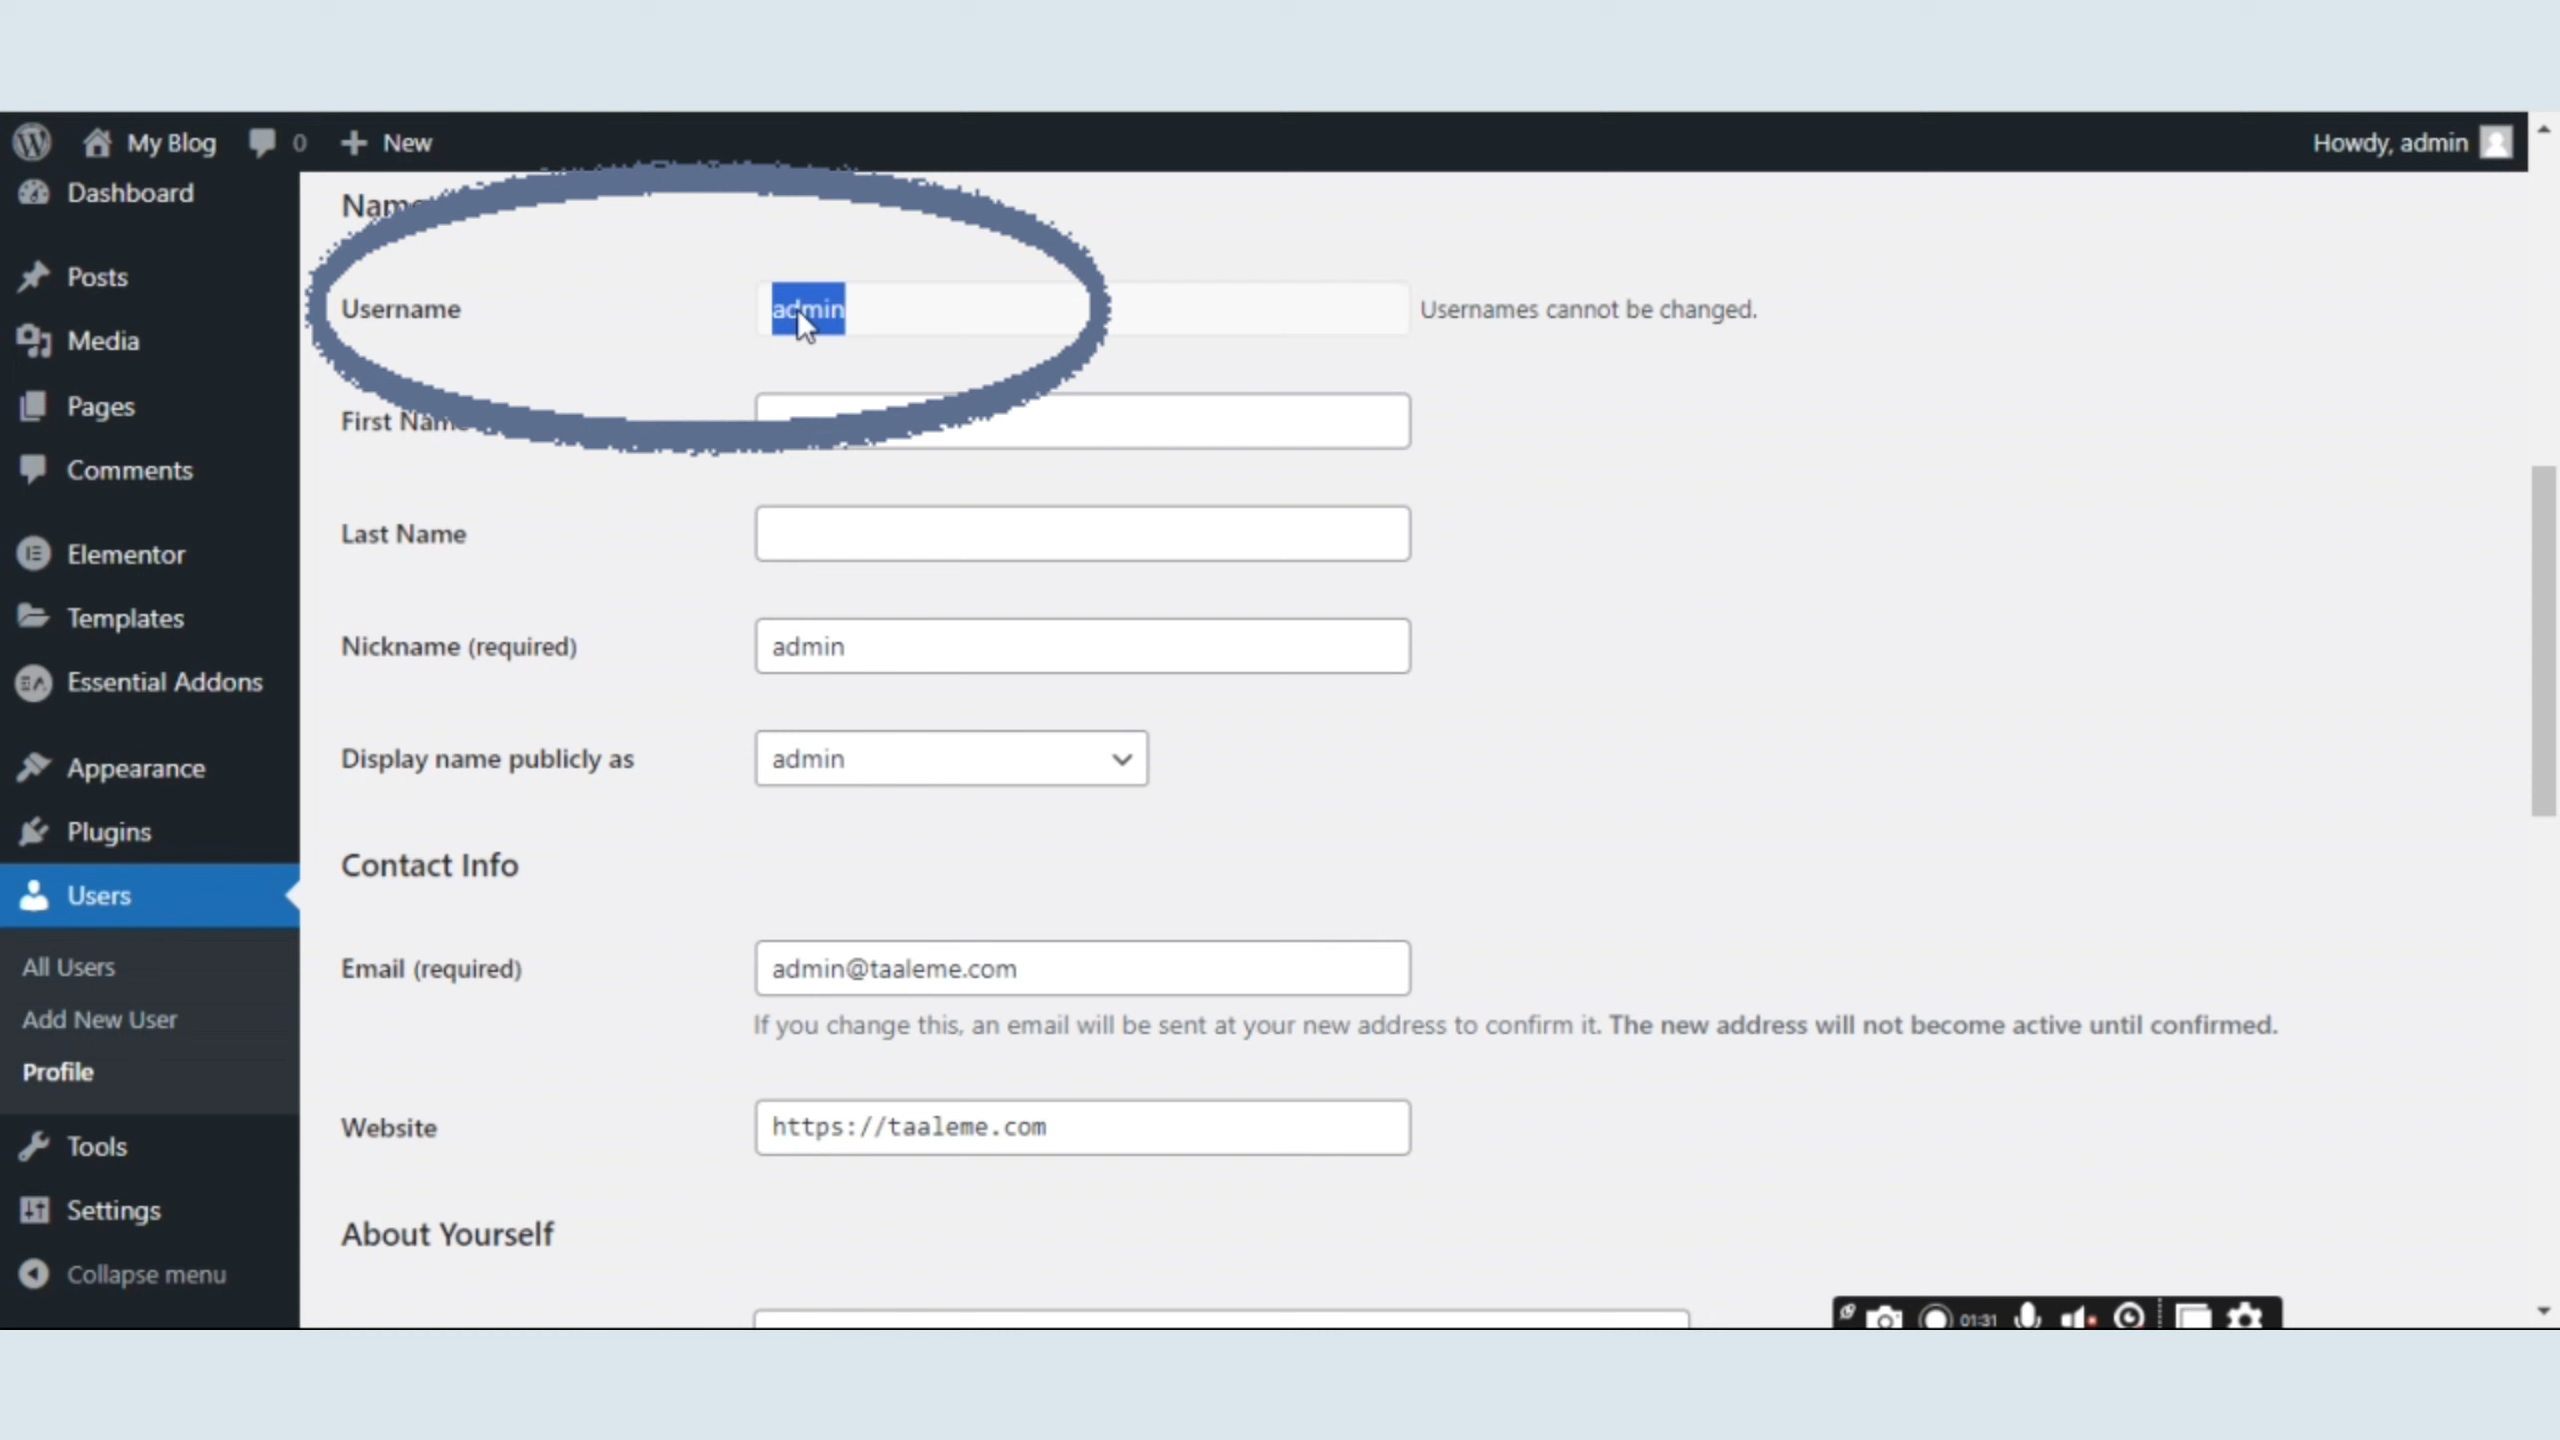 My Blog 0 New Howdy, admin
Dashboard
Posts
Media
Pages
Comments
Elementor
Templates
Essential Addons
Appearance
Plugins
Users
All Users
Add New User
Profile
Tools
Settings
Collapse menu
Name
Username admin Usernames cannot be changed.
First Name
Last Name
Nickname (required) admin
Display name publicly as admin
Contact Info
Email (required) admin@taaleme.com
If you change this, an email will be sent at your new address to confirm it. The new address will not become active until confirmed.
Website https://taaleme.com
About Yourself
01:31